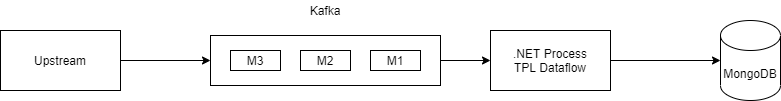 Kafka
Upstream
M3
M2
M1
.NET Process
TPL Dataflow
MongoDB